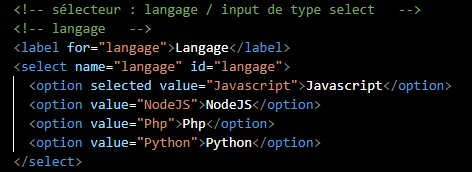 <!-- sélecteur : langage / input de type select   -->
<!-- langage   -->
<label for="langage">Langage</label>
<select name="langage" id="langage">
  <option selected value="Javascript">Javascript</option>
  <option value="NodeJS">NodeJS</option>
  <option value="Php">Php</option>
  <option value="Python">Python</option>
</select>